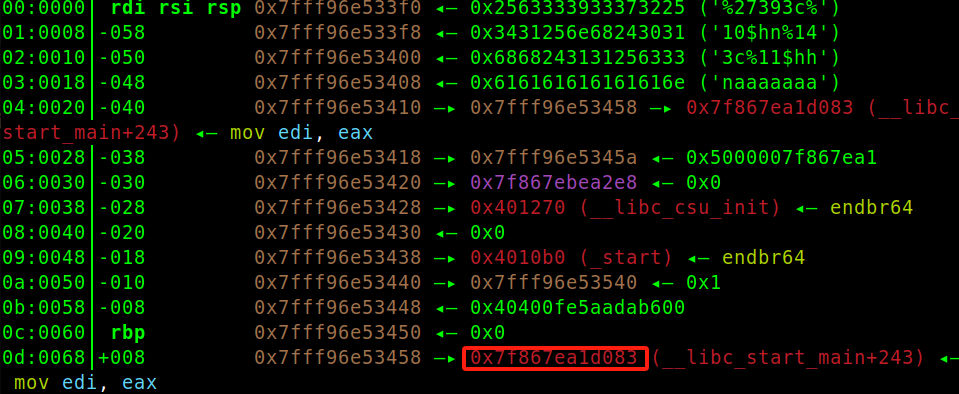 00:0000│ rdi rsi rsp 0x7fff96e533f0 ◂— 0x2563333933373225 ('%27393c%')
01:0008│-058 0x7fff96e533f8 ◂— 0x3431256e68243031 ('10$hn%14')
02:0010│-050 0x7fff96e53400 ◂— 0x6868243131256333 ('3c%11$hh')
03:0018│-048 0x7fff96e53408 ◂— 0x616161616161616e ('naaaaaaa')
04:0020│-040 0x7fff96e53410 —▸ 0x7fff96e53458 —▸ 0x7f867ea1d083 (__libc_
start_main+243) ◂— mov edi, eax
05:0028│-038 0x7fff96e53418 —▸ 0x7fff96e5345a ◂— 0x5000007f867ea1
06:0030│-030 0x7fff96e53420 —▸ 0x7f867ebea2e8 ◂— 0x0
07:0038│-028 0x7fff96e53428 —▸ 0x401270 (__libc_csu_init) ◂— endbr64
08:0040│-020 0x7fff96e53430 ◂— 0x0
09:0048│-018 0x7fff96e53438 —▸ 0x4010b0 (_start) ◂— endbr64
0a:0050│-010 0x7fff96e53440 —▸ 0x7fff96e53540 ◂— 0x1
0b:0058│-008 0x7fff96e53448 ◂— 0x40400fe5aadab600
0c:0060│ rbp 0x7fff96e53450 ◂— 0x0
0d:0068│+008 0x7fff96e53458 —▸ 0x7f867ea1d083 (__libc_start_main+243) ◂—
mov edi, eax